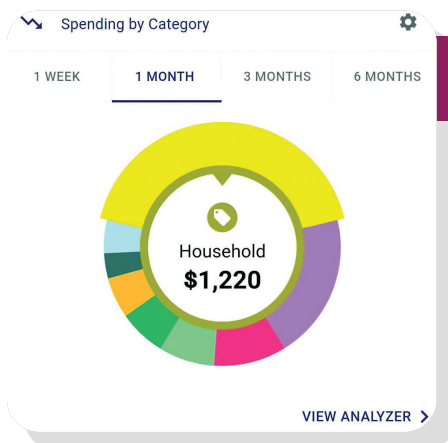 Spending by Category
1 WEEK 1 MONTH 3 MONTHS 6 MONTHS
Household
$1,220
VIEW ANALYZER